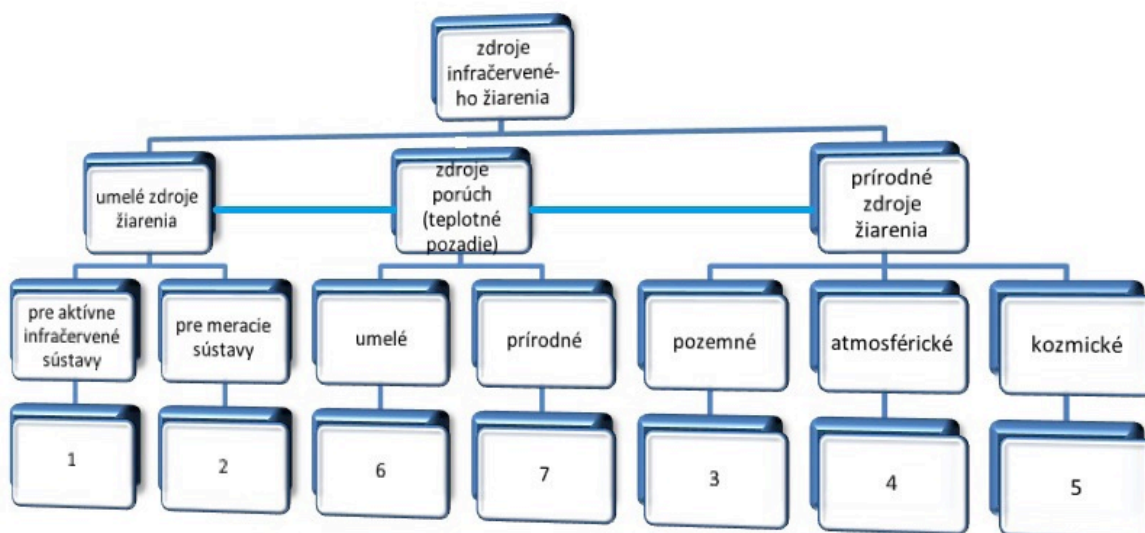 zdroje
infračervené-
ho žiarenia
umelé zdroje
žiarenia
zdroje
porúch
(teplotné
pozadie)
prírodné
zdroje
žiarenia
pre aktívne
infračervené
sústavy
pre meracie
sústavy
umelé
prírodné
pozemné
atmosférické
kozmické
1
2
6
7
3
4
5